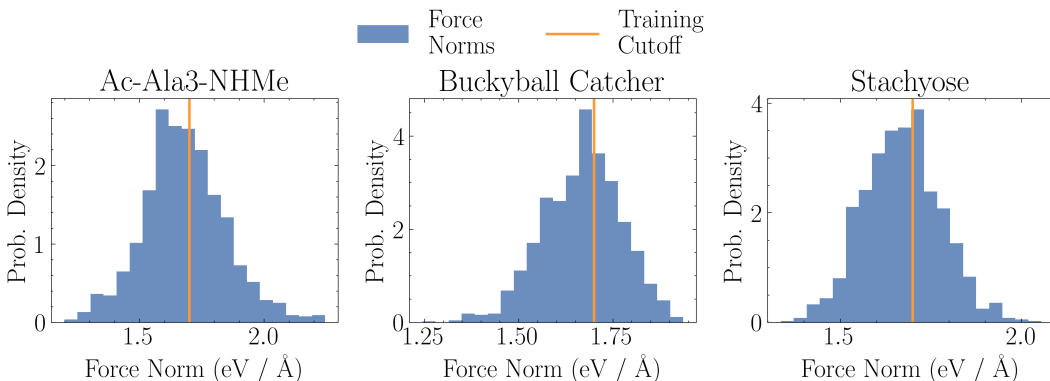 Force Norms
Training Cutoff
Ac-Ala3-NHMe
Buckyball Catcher
Stachyose
Prob. Density
0
1
2
1.5
2.0
Force Norm (eV / Å)
Prob. Density
0
2
4
1.25
1.50
1.75
Force Norm (eV / Å)
Prob. Density
0
2
4
1.5
2.0
Force Norm (eV / Å)